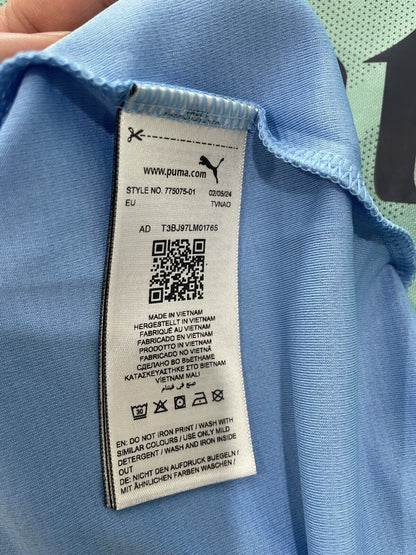 www.puma.com
STYLE NO. 775075-01 02/05/24
EU TVNAO
AD T3BJ97LM01765
MADE IN VIETNAM
HERGESTELLT IN VIETNAM
FABRIQUÉ AU VIETNAM
FABRICADO EN VIETNAM
PRODOTTO IN VIETNAM
FABRICADO NO VIETNÃ
СДЕЛАНО ВО ВЬЕТНАМЕ
ΚΑΤΑΣΚΕΥΑΣΤΗΚΕ ΣΤΟ ΒΙΕΤΝΑΜ
VIETNAM MALI
صنع في فيتنام
30
EN: DO NOT IRON PRINT / WASH WITH
SIMILAR COLOURS / USE ONLY MILD
DETERGENT / WASH AND IRON INSIDE
OUT
DE: NICHT DEN AUFDRUCK BUEGELN /
MIT ÄHNLICHEN FARBEN WASCHEN /